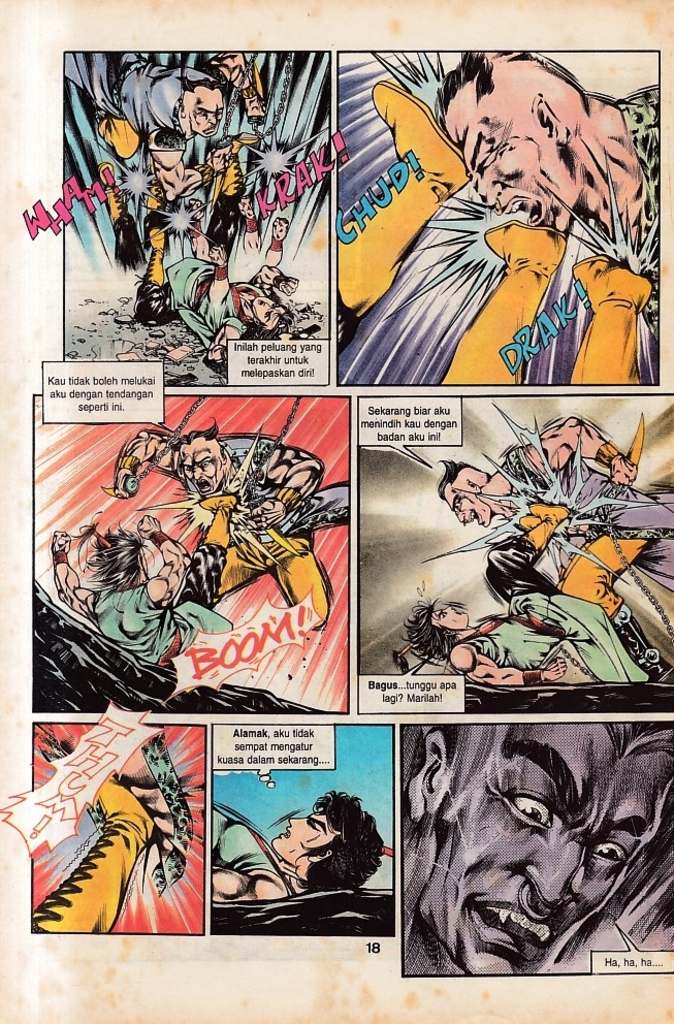 WHAM!
KRAK!
Inilah peluang yang
terakhir untuk
melepaskan diri!
CHUD!
DRAK!
Kau tidak boleh melukai
aku dengan tendangan
seperti ini.
BOOM!
Sekarang biar aku
menindih kau dengan
badan aku ini!
Bagus...tunggu apa
lagi? Marilah!
Alamak, aku tidak
sempat mengatur
kuasa dalam sekarang....
Ha, ha, ha....
18